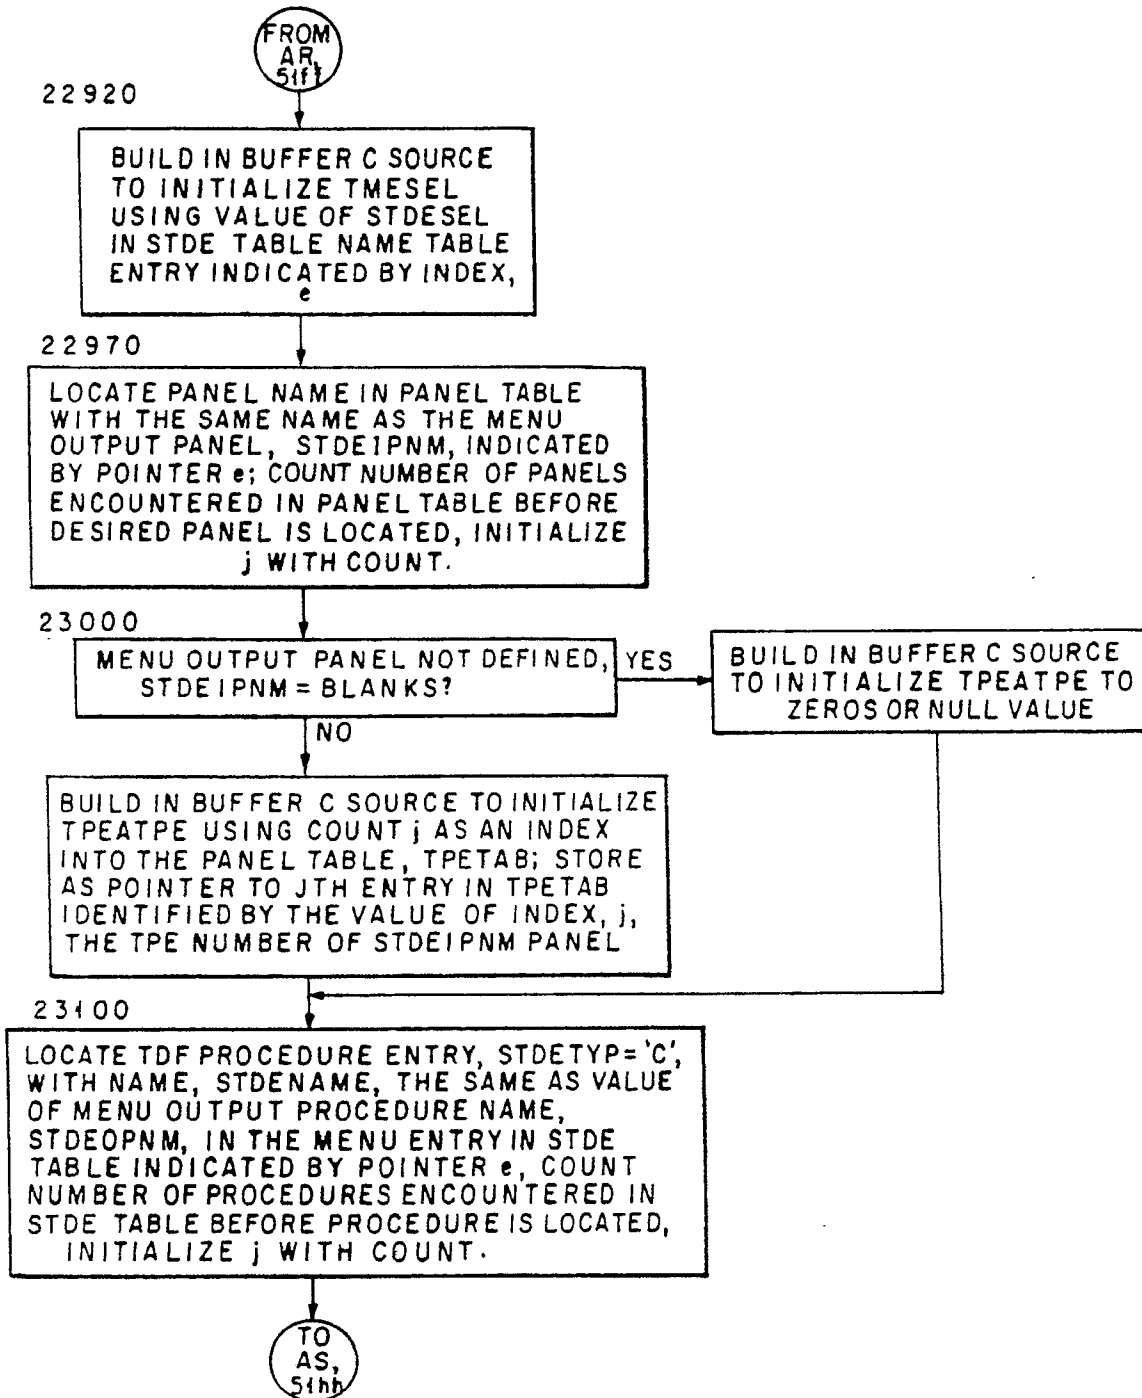 FROM
AR,
51ff
22920
BUILD IN BUFFER C SOURCE
TO INITIALIZE TMESEL
USING VALUE OF STDESEL
IN STDE TABLE NAME TABLE
ENTRY INDICATED BY INDEX,
e
22970
LOCATE PANEL NAME IN PANEL TABLE
WITH THE SAME NAME AS THE MENU
OUTPUT PANEL, STDEIPNM, INDICATED
BY POINTER e; COUNT NUMBER OF PANELS
ENCOUNTERED IN PANEL TABLE BEFORE
DESIRED PANEL IS LOCATED, INITIALIZE
j WITH COUNT.
23000
MENU OUTPUT PANEL NOT DEFINED,
STDEIPNM = BLANKS?
YES
BUILD IN BUFFER C SOURCE
TO INITIALIZE TPEATPE TO
ZEROS OR NULL VALUE
NO
BUILD IN BUFFER C SOURCE TO INITIALIZE
TPEATPE USING COUNT j AS AN INDEX
INTO THE PANEL TABLE, TPETAB; STORE
AS POINTER TO JTH ENTRY IN TPETAB
IDENTIFIED BY THE VALUE OF INDEX, j,
THE TPE NUMBER OF STDEIPNM PANEL
23100
LOCATE TDF PROCEDURE ENTRY, STDETYP='C',
WITH NAME, STDENAME, THE SAME AS VALUE
OF MENU OUTPUT PROCEDURE NAME,
STDEOPNM, IN THE MENU ENTRY IN STDE
TABLE INDICATED BY POINTER e, COUNT
NUMBER OF PROCEDURES ENCOUNTERED IN
STDE TABLE BEFORE PROCEDURE IS LOCATED,
INITIALIZE j WITH COUNT.
TO
AS,
51hh